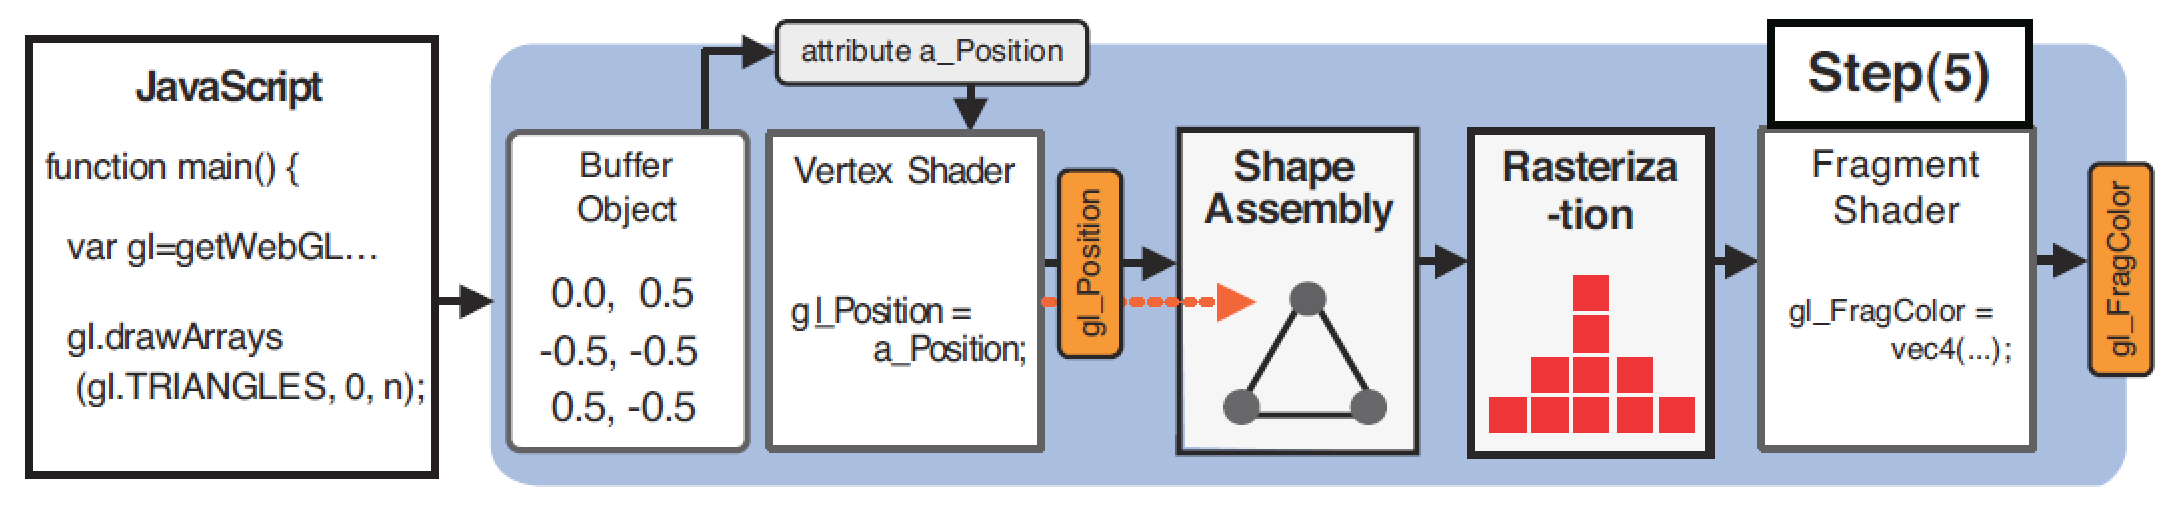 JavaScript
function main() {
var gl=getWebGL…
gl.drawArrays
(gl.TRIANGLES, 0, n);
Buffer
Object
0.0, 0.5
-0.5, -0.5
0.5, -0.5
attribute a_Position
Vertex Shader
gl_Position =
a_Position;
gl_Position
Shape
Assembly
Rasteriza
-tion
Step(5)
Fragment
Shader
gl_FragColor =
vec4(...);
gl_FragColor